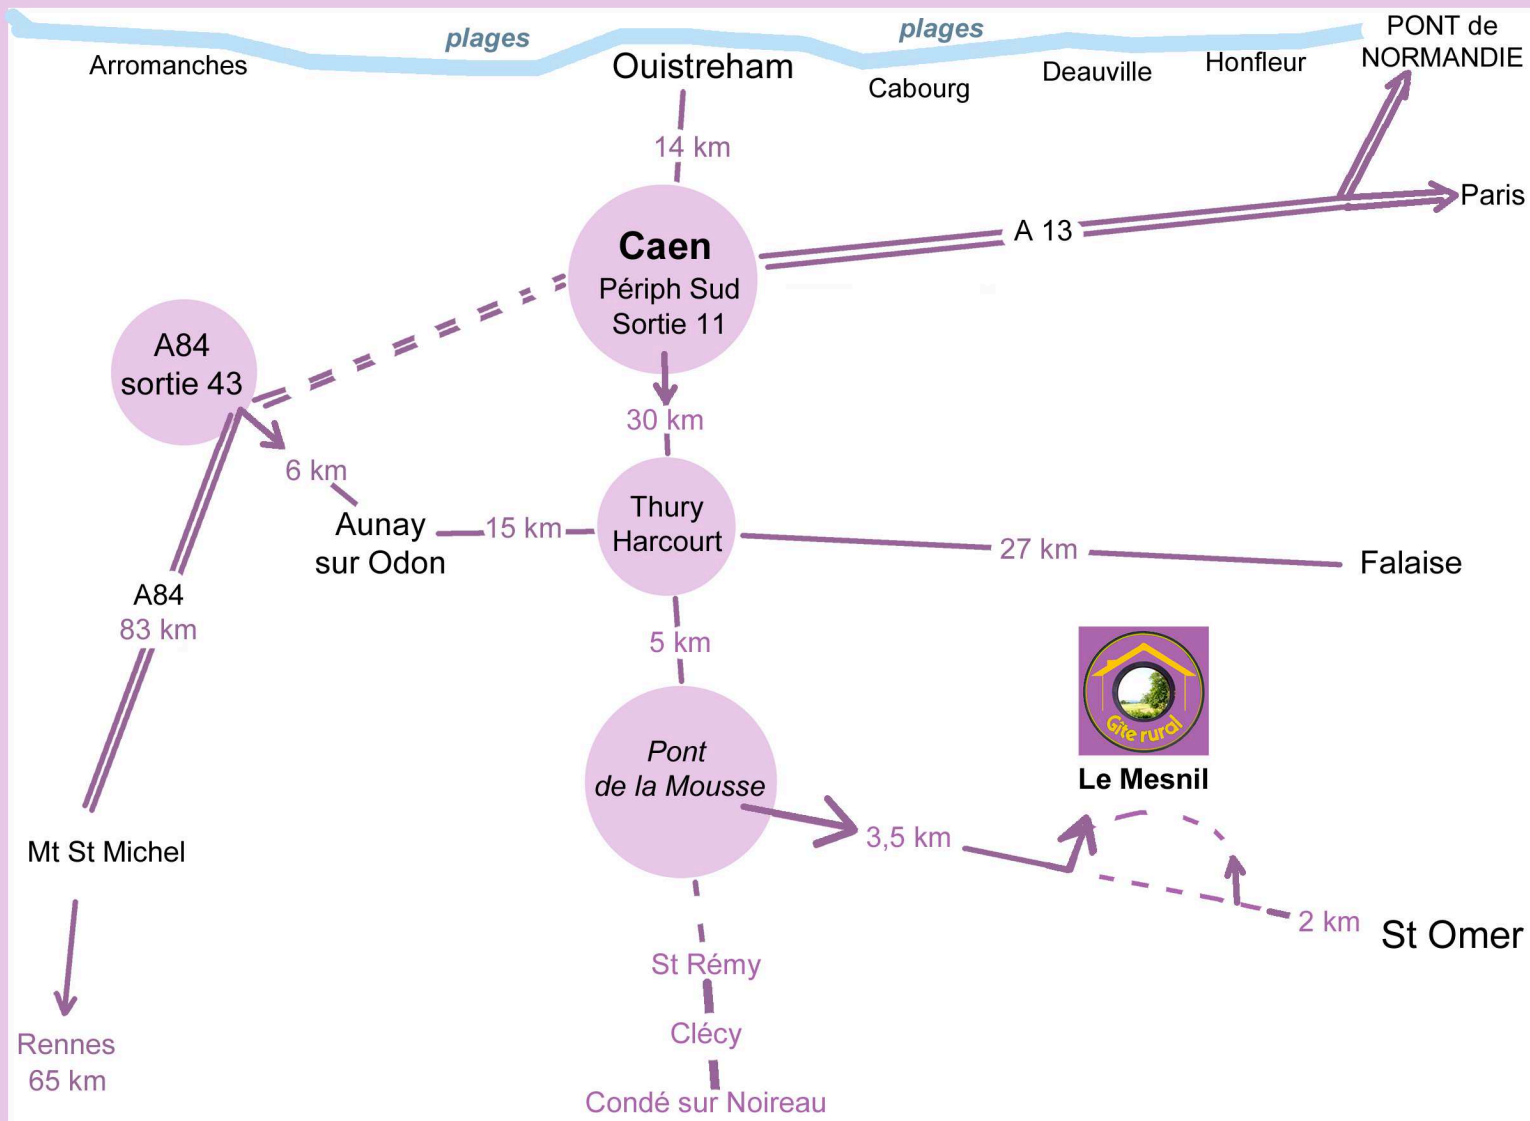 plages
plages
PONT de
NORMANDIE
Arromanches
Ouistreham
Cabourg
Deauville
Honfleur
14 km
Paris
A 13
Caen
Périph Sud
Sortie 11
A84
sortie 43
30 km
6 km
Thury
Harcourt
Aunay
sur Odon
15 km
27 km
Falaise
A84
83 km
5 km
Gîte rural
Le Mesnil
Pont
de la Mousse
3,5 km
Mt St Michel
2 km
St Omer
St Rémy
Clécy
Rennes
65 km
Condé sur Noireau